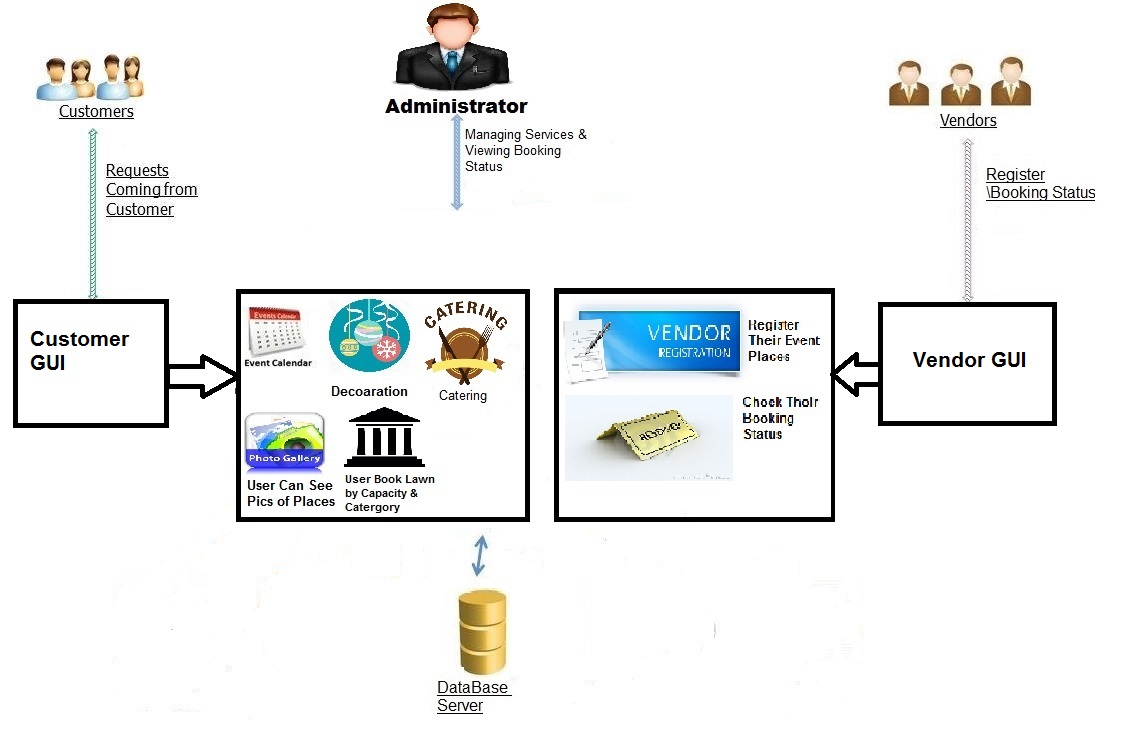 Customers
Administrator
Vendors
Managing Services &
Viewing Booking
Status
Requests
Coming from
Customer
Register
\Booking Status
Customer
GUI
Events Calendar
Event Calendar
Decoaration
CATERING
Catering
Photo Gallery
User Can See
Pics of Places
User Book Lawn
by Capacity &
Catergory
VENDOR
REGISTRATION
Register
Their Event
Places
Check Their
Booking
Status
Vendor GUI
DataBase
Server